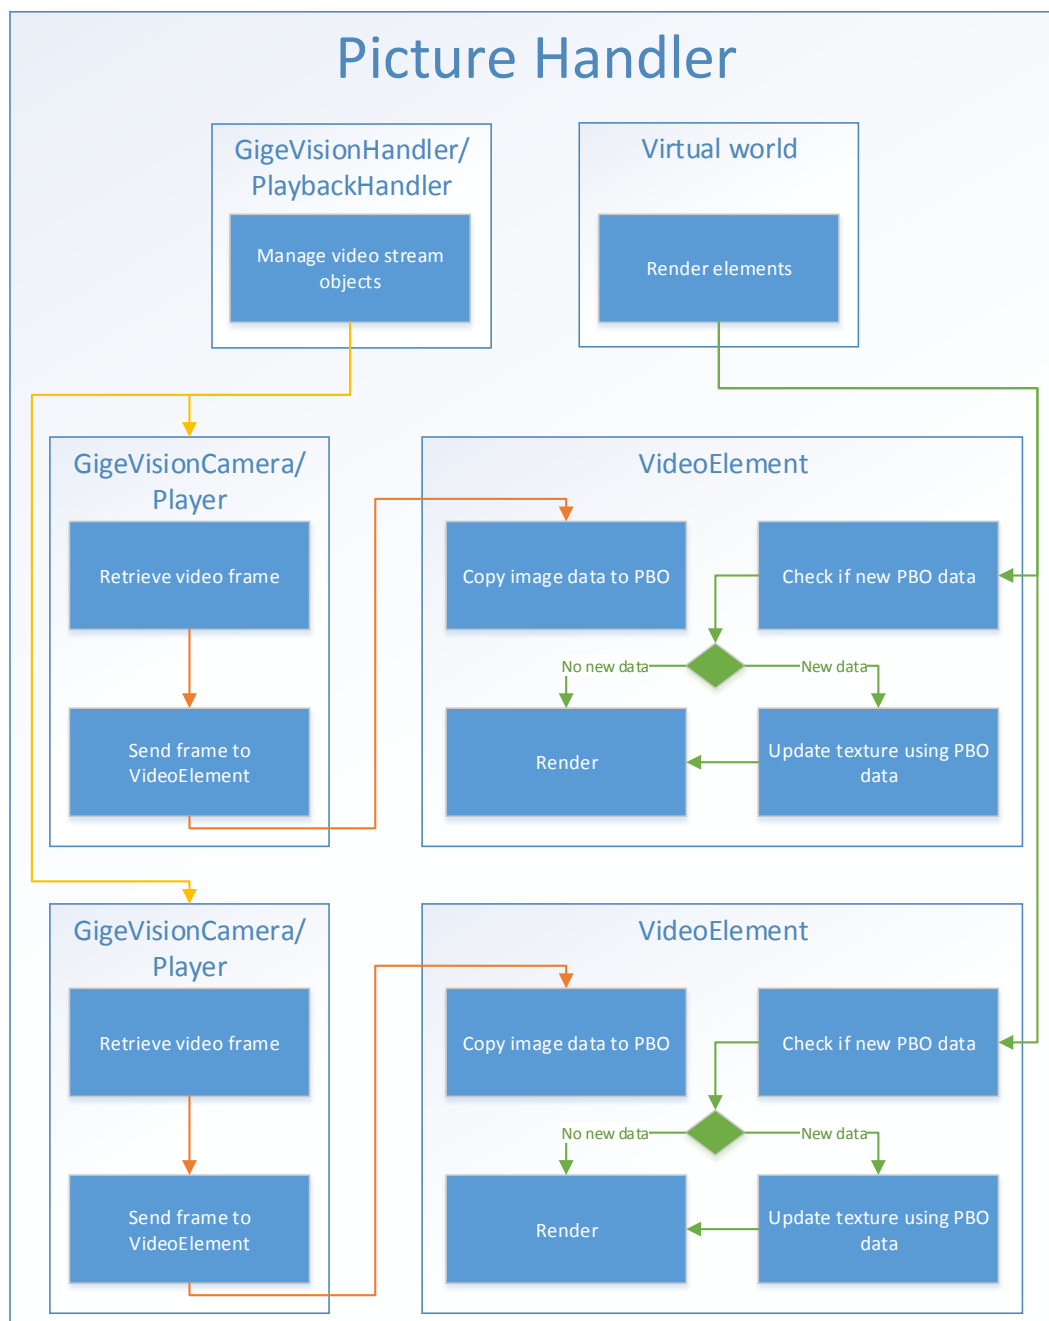 Picture Handler
GigeVisionHandler/
PlaybackHandler
Manage video stream
objects
Virtual world
Render elements
GigeVisionCamera/
Player
Retrieve video frame
Send frame to
VideoElement
VideoElement
Copy image data to PBO
Check if new PBO data
No new data
New data
Render
Update texture using PBO
data
GigeVisionCamera/
Player
Retrieve video frame
Send frame to
VideoElement
VideoElement
Copy image data to PBO
Check if new PBO data
No new data
New data
Render
Update texture using PBO
data